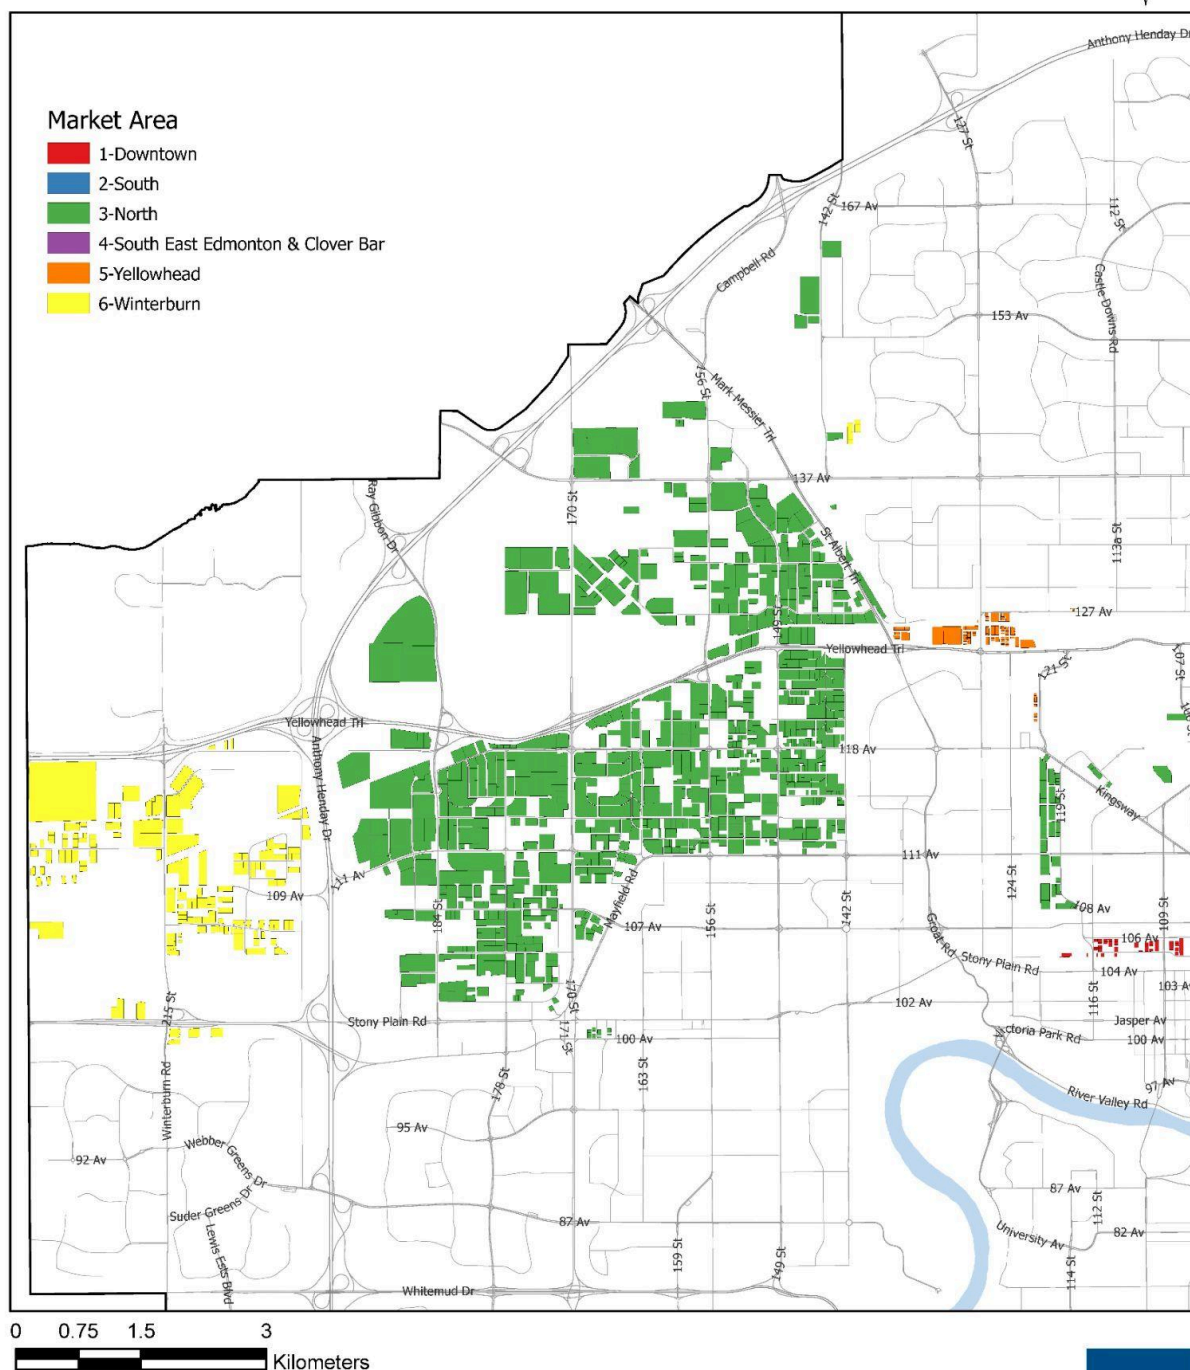 Anthony Henday Dr
Market Area
1-Downtown
2-South
3-North
4-South East Edmonton & Clover Bar
5-Yellowhead
6-Winterburn
127 St
142 St
167 Av
112 St
Campbell Rd
Castle Downs Rd
153 Av
156 St
Mark Messier Trl
137 Av
170 St
Ray Gibbon Dr
St Albert Trl
113a St
149 St
127 Av
Yellowhead Trl
121 St
107 St
Yellowhead Trl
Anthony Henday Dr
118 Av
119 St
Kingsway
111 Av
111 Av
109 Av
184 St
Mayfield Rd
107 Av
156 St
142 St
124 St
108 Av
109 St
106 Av
Groat Rd
Stony Plain Rd
104 Av
103 Av
116 St
102 Av
215 St
Stony Plain Rd
170 St
171 St
100 Av
Jasper Av
ctoria Park Rd
100 Av
97 Av
River Valley Rd
163 St
178 St
Winterburn Rd
95 Av
92 Av
Webber Greens Dr
Suder Greens Dr
Lewis Ests Blvd
87 Av
87 Av
112 St
82 Av
University Av
114 St
159 St
149 St
Whitemud Dr
0 0.75 1.5 3
Kilometers